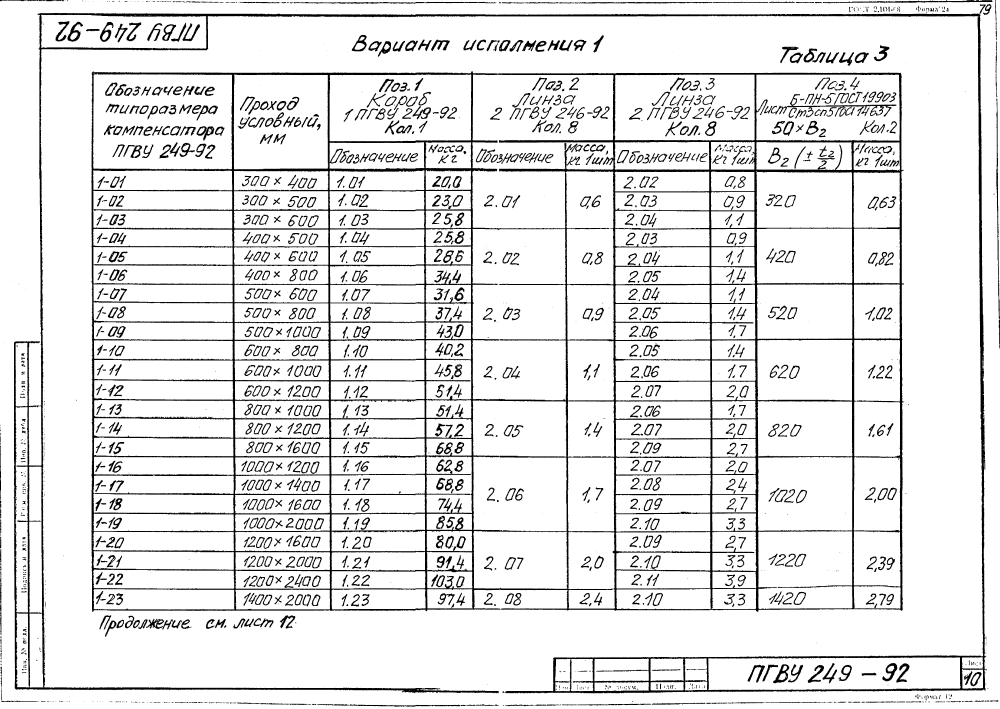 ГОСТ 2.104-68 Форма 2а 79
ПГВУ 249-92
Вариант исполнения 1
Таблица 3
Обозначение типоразмера компенсатора ПГВУ 249-92
Проход условный, мм
Поз. 1 Короб 1 ПГВУ 249-92 Кол. 1
Поз. 2 Линза 2 ПГВУ 246-92 Кол. 8
Поз. 3 Линза 2 ПГВУ 246-92 Кол. 8
Поз. 4 Лист Б-ПН-5 ГОСТ 19903 Ст3сп5 ГОСТ 14637 50×B₂ Кол. 2
Обозначение Масса, кг Обозначение Масса, кг 1шт Обозначение Масса, кг 1шт B₂ (± t₂/2) Масса, кг 1шт
1-01 300 × 400 1.01 20,0 2.02 0,8
1-02 300 × 500 1.02 23,0 2.01 0,6 2.03 0,9 320 0,63
1-03 300 × 600 1.03 25,8 2.04 1,1
1-04 400 × 500 1.04 25,8 2.03 0,9
1-05 400 × 600 1.05 28,6 2.02 0,8 2.04 1,1 420 0,82
1-06 400 × 800 1.06 34,4 2.05 1,4
1-07 500 × 600 1.07 31,6 2.04 1,1
1-08 500 × 800 1.08 37,4 2.03 0,9 2.05 1,4 520 1,02
1-09 500 × 1000 1.09 43,0 2.06 1,7
1-10 600 × 800 1.10 40,2 2.05 1.4
1-11 600 × 1000 1.11 45,8 2.04 1,1 2.06 1.7 620 1.22
1-12 600 × 1200 1.12 51,4 2.07 2,0
1-13 800 × 1000 1.13 51,4 2.06 1,7
1-14 800 × 1200 1.14 57,2 2.05 1.4 2.07 2,0 820 1,61
1-15 800 × 1600 1.15 68,8 2.09 2,7
1-16 1000 × 1200 1.16 62,8 2.07 2,0
1-17 1000 × 1400 1.17 68,8 2.06 1,7 2.08 2,4 1020 2,00
1-18 1000 × 1600 1.18 74,4 2.09 2,7
1-19 1000 × 2000 1.19 85,8 2.10 3,3
1-20 1200 × 1600 1.20 80,0 2.09 2,7
1-21 1200 × 2000 1.21 91,4 2.07 2,0 2.10 3,3 1220 2,39
1-22 1200 × 2400 1.22 103,0 2.11 3,9
1-23 1400 × 2000 1.23 97,4 2.08 2,4 2.10 3,3 1420 2,79
Продолжение см. лист 12
ПГВУ 249 – 92
Лист
10
Изм Лист № докум. Подп. Дата
Формат 12